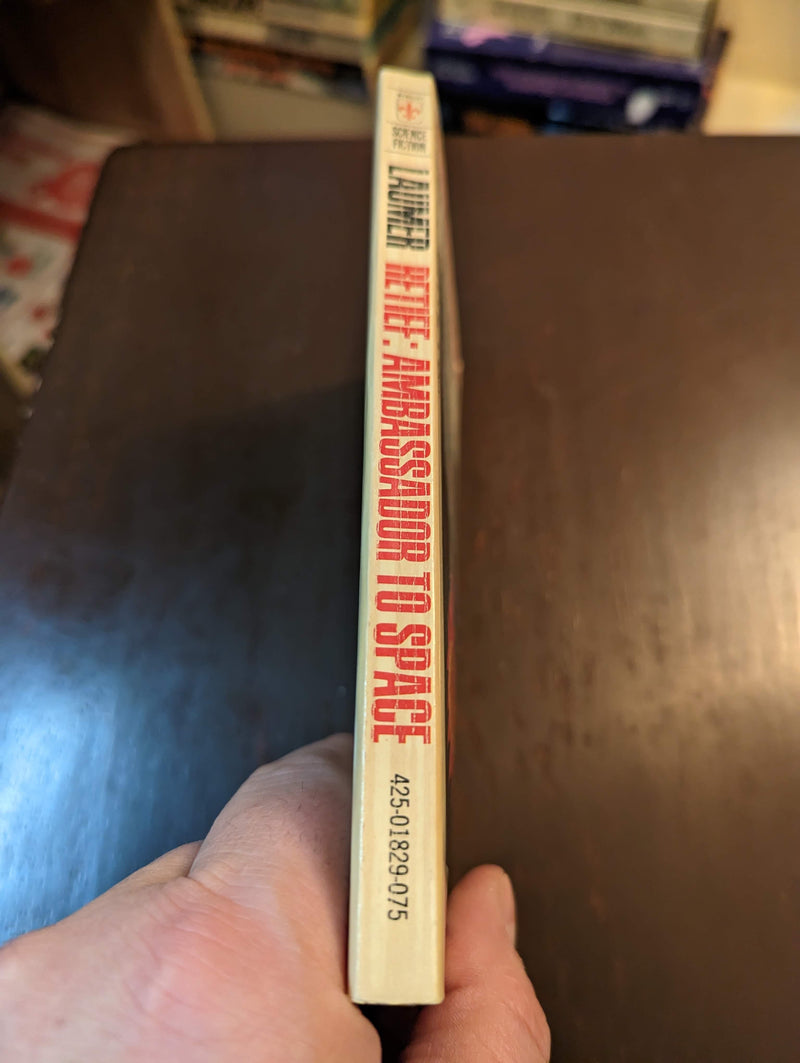 SCIENCE
FICTION
LAUMER
RETIEF: AMBASSADOR TO SPACE
425-01829-075